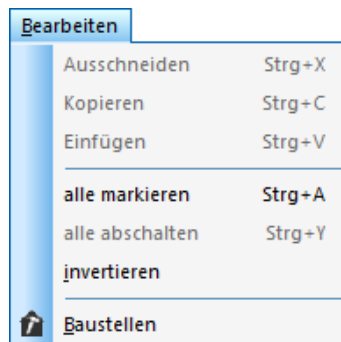 Bearbeiten
Ausschneiden Strg+X
Kopieren Strg+C
Einfügen Strg+V
alle markieren Strg+A
alle abschalten Strg+Y
invertieren
Baustellen